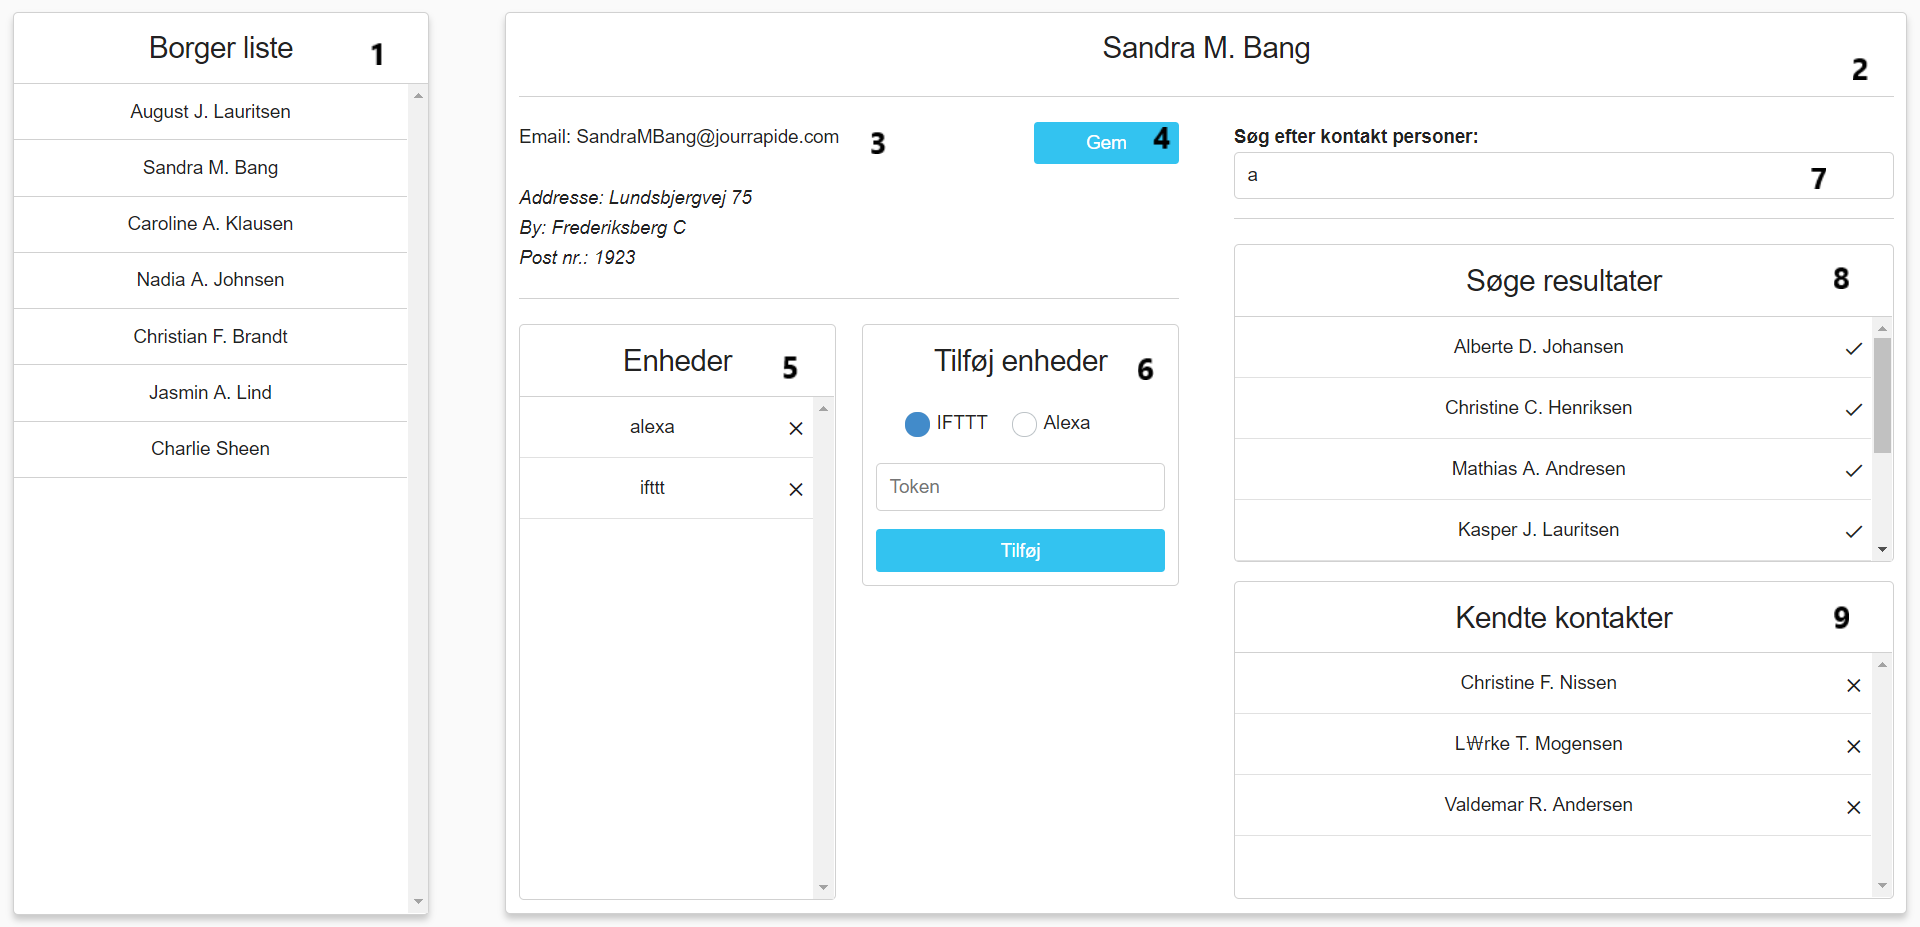 Borger liste 1
August J. Lauritsen
Sandra M. Bang
Caroline A. Klausen
Nadia A. Johnsen
Christian F. Brandt
Jasmin A. Lind
Charlie Sheen
Sandra M. Bang
2
Email: SandraMBang@jourrapide.com 3
Gem 4
Addresse: Lundsbjergvej 75
By: Frederiksberg C
Post nr.: 1923
Enheder 5
alexa
ifttt
Tilføj enheder 6
IFTTT Alexa
Token
Tilføj
Søg efter kontakt personer:
a 7
Søge resultater 8
Alberte D. Johansen
Christine C. Henriksen
Mathias A. Andresen
Kasper J. Lauritsen
Kendte kontakter 9
Christine F. Nissen
L₩rke T. Mogensen
Valdemar R. Andersen